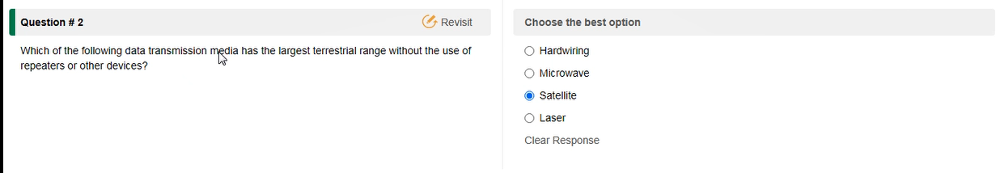 Question # 2
Revisit
Which of the following data transmission media has the largest terrestrial range without the use of
repeaters or other devices?
Choose the best option
Hardwiring
Microwave
Satellite
Laser
Clear Response